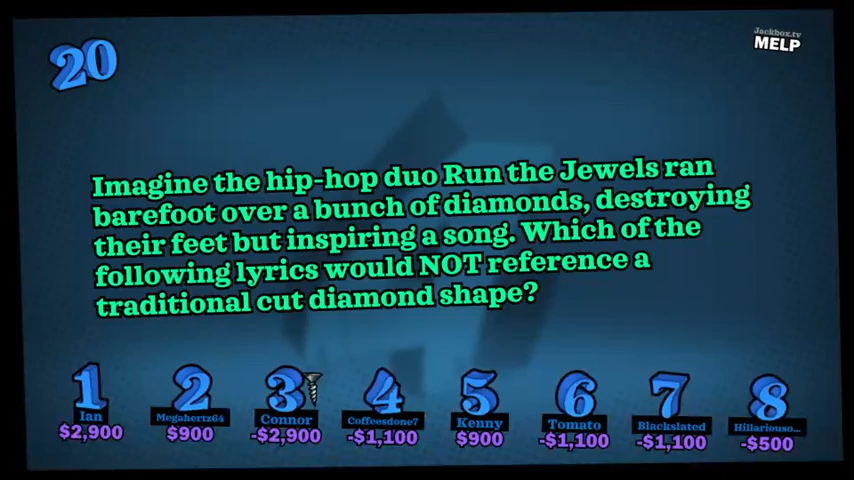 20
Jackbox.tv
MELP
Imagine the hip-hop duo Run the Jewels ran
barefoot over a bunch of diamonds, destroying
their feet but inspiring a song. Which of the
following lyrics would NOT reference a
traditional cut diamond shape?
1 2 3 4 5 6 7 8
Ian Megahertz64 Connor Coffeesdone7 Kenny Tomato Blackslated Hillariouso...
$2,900 $900 -$2,900 -$1,100 $900 -$1,100 -$1,100 -$500